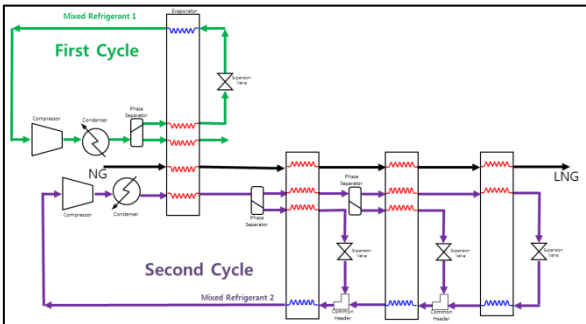 Evaporator
Mixed Refrigerant 1
First Cycle
Expansion
Valve
Phase
Separator
Compressor
Condenser
NG
LNG
Phase
Separator
Compressor
Condenser
Phase
Separator
Expansion
Valve
Expansion
Valve
Expansion
Valve
Second Cycle
Mixed Refrigerant 2
Common
Header
Common
Header